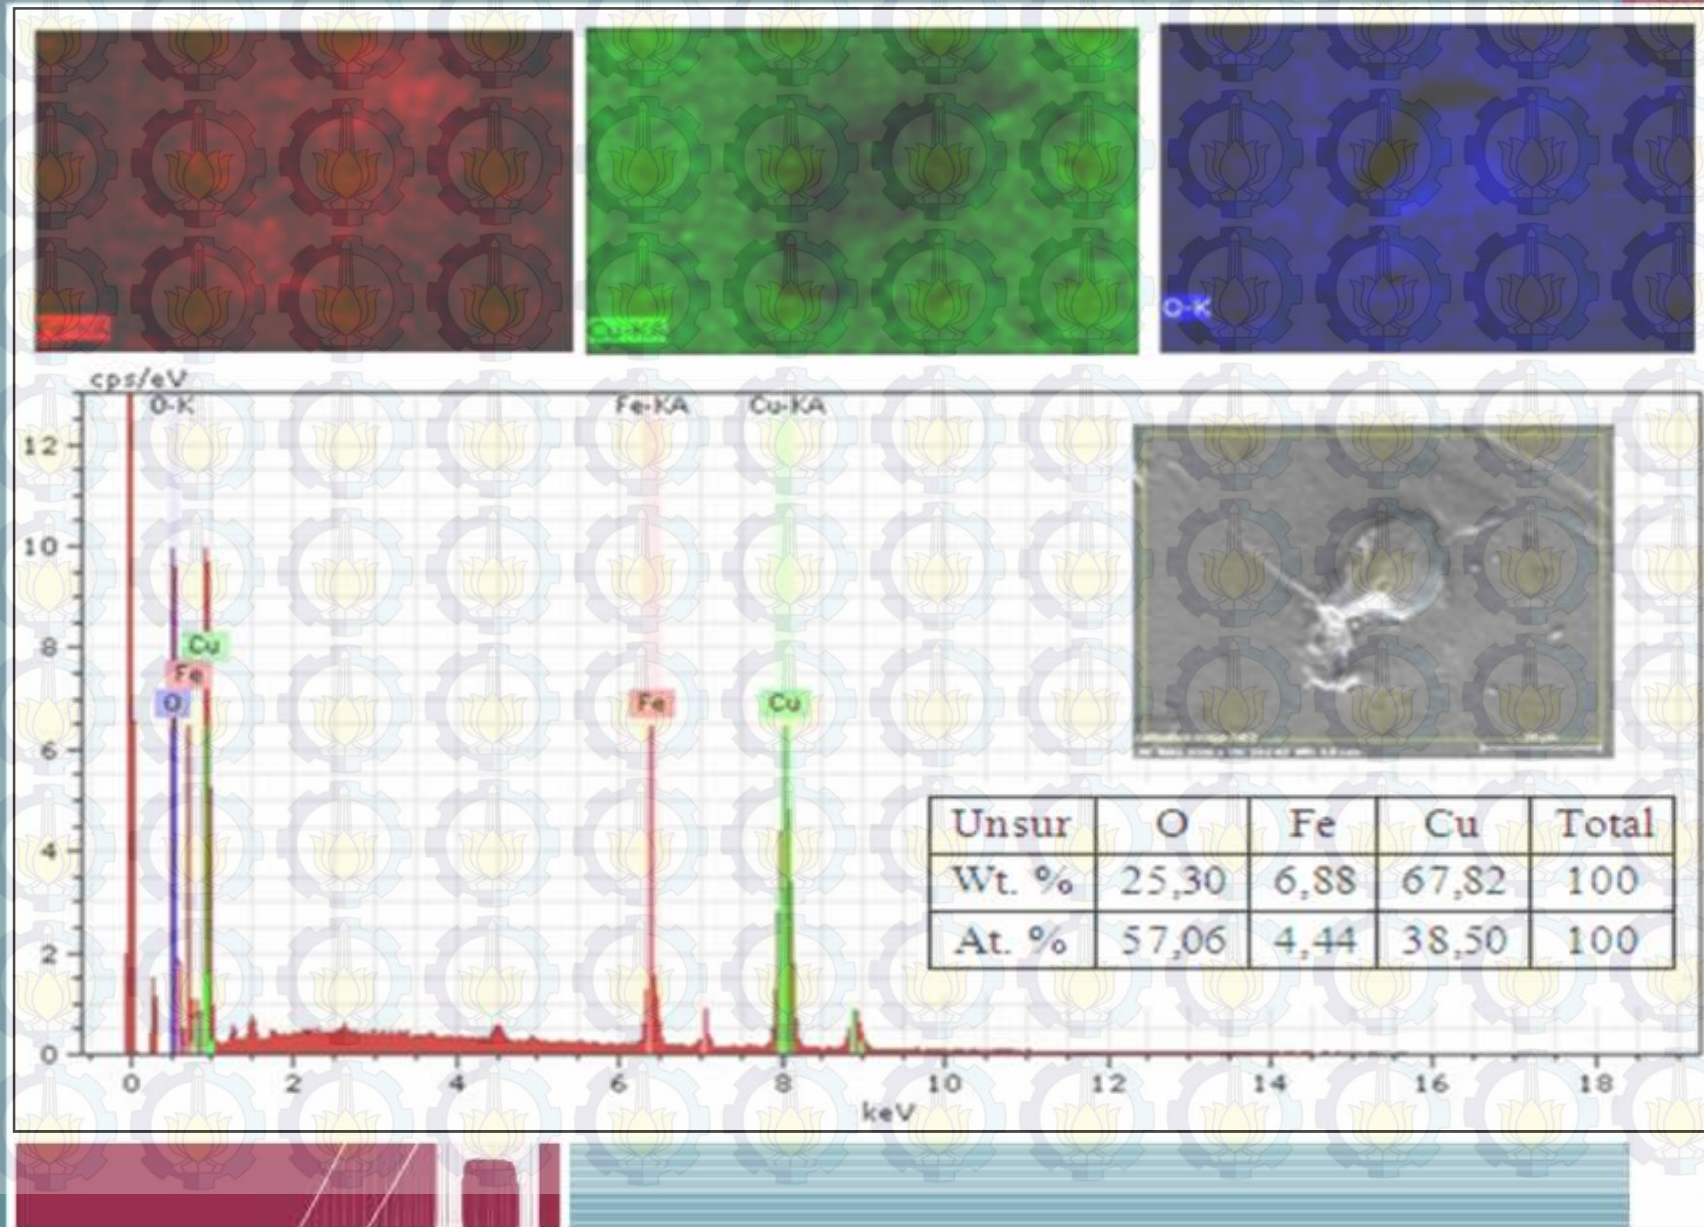 Cu-KA
O-K
cps/eV
O-K Fe-KA Cu-KA
12
10
8
6
4
2
0
Cu
Fe
O
Fe
Cu
Unsur O Fe Cu Total
Wt. % 25,30 6,88 67,82 100
At. % 57,06 4,44 38,50 100
0 2 4 6 8 10 12 14 16 18
keV